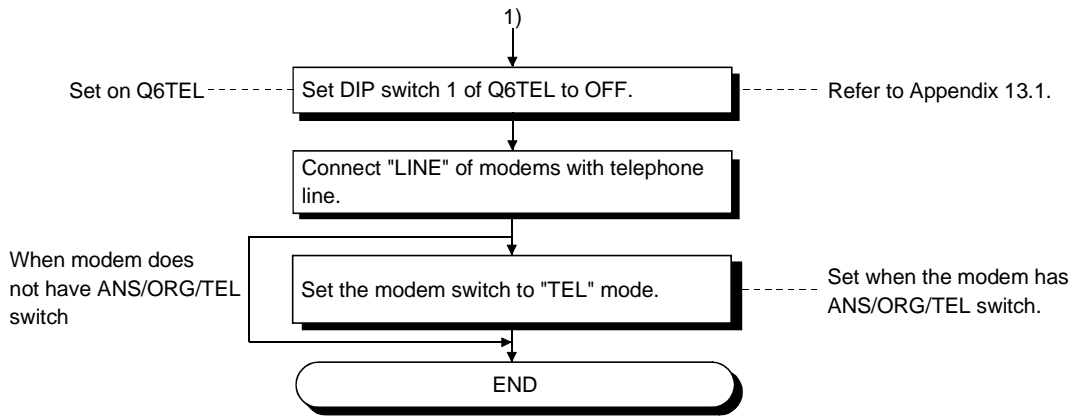 1)
Set on Q6TEL
Set DIP switch 1 of Q6TEL to OFF.
Refer to Appendix 13.1.
Connect "LINE" of modems with telephone
line.
When modem does
not have ANS/ORG/TEL
switch
Set the modem switch to "TEL" mode.
Set when the modem has
ANS/ORG/TEL switch.
END